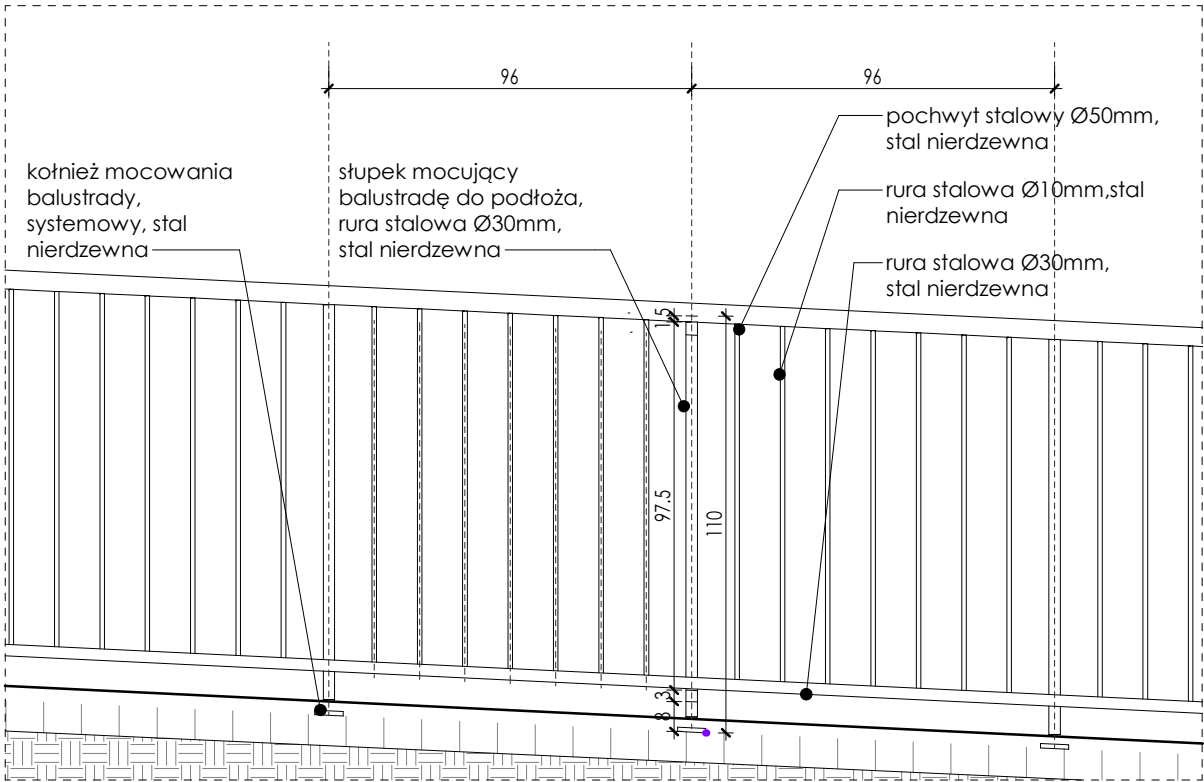 96
96
pochwyt stalowy Ø50mm,
stal nierdzewna
kołnierz mocowania
balustrady,
systemowy, stal
nierdzewna
słupek mocujący
balustradę do podłoża,
rura stalowa Ø30mm,
stal nierdzewna
rura stalowa Ø10mm,stal
nierdzewna
rura stalowa Ø30mm,
stal nierdzewna
1.5
97.5
110
3
8